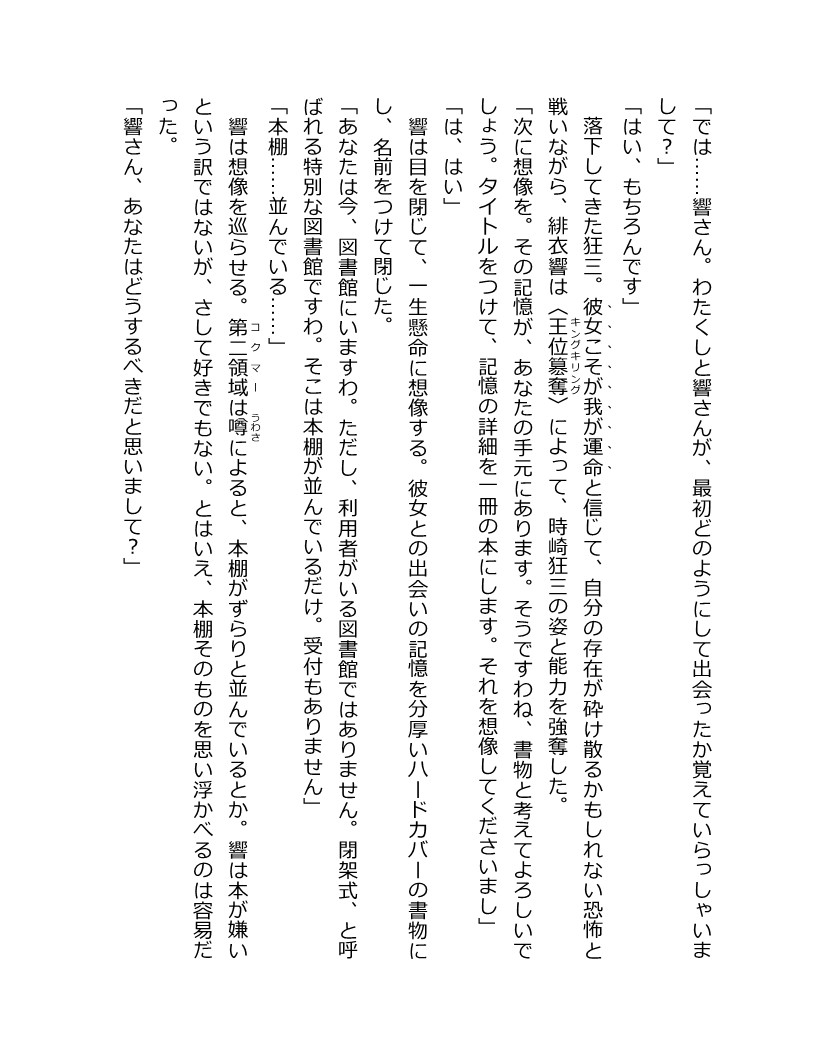 「では……響さん。わたくしと響さんが、最初どのようにして出会ったか覚えていらっしゃいま
して？」
「はい、もちろんです」
　落下してきた狂三。彼女こそが我が運命と信じて、自分の存在が砕け散るかもしれない恐怖と
戦いながら、緋衣響は〈王位簒奪〉によって、時崎狂三の姿と能力を強奪した。
キングキリング
「次に想像を。その記憶が、あなたの手元にあります。そうですわね、書物と考えてよろしいで
しょう。タイトルをつけて、記憶の詳細を一冊の本にします。それを想像してくださいまし」
「は、はい」
　響は目を閉じて、一生懸命に想像する。彼女との出会いの記憶を分厚いハードカバーの書物に
し、名前をつけて閉じた。
「あなたは今、図書館にいますわ。ただし、利用者がいる図書館ではありません。閉架式、と呼
ばれる特別な図書館ですわ。そこは本棚が並んでいるだけ。受付もありません」
「本棚……並んでいる……」
　響は想像を巡らせる。第二領域は噂によると、本棚がずらりと並んでいるとか。響は本が嫌い
コクマー　うわさ
という訳ではないが、さして好きでもない。とはいえ、本棚そのものを思い浮かべるのは容易だ
った。
「響さん、あなたはどうするべきだと思いまして？」